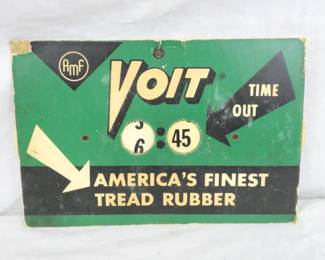 AMF
VOIT
TIME
OUT
6 : 45
AMERICA'S FINEST
TREAD RUBBER